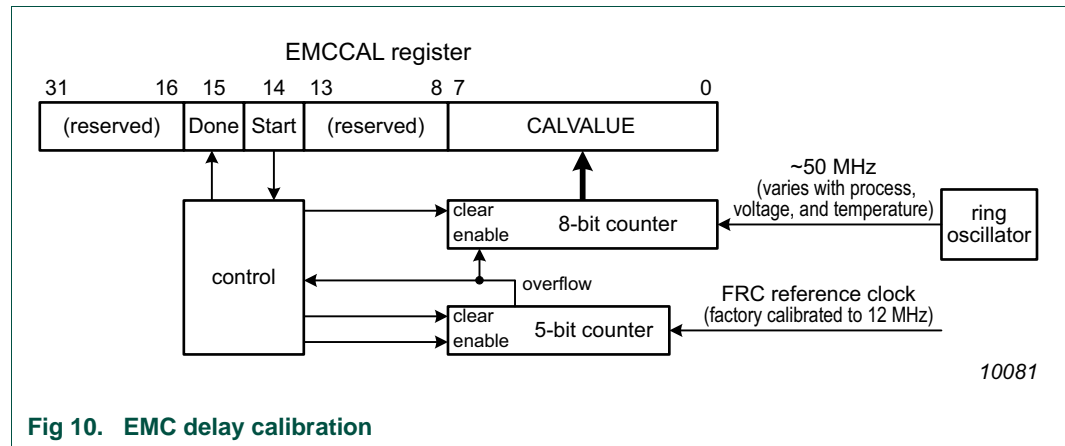 EMCCAL register
31 16 15 14 13 8 7 0
(reserved) Done Start (reserved) CALVALUE
~50 MHz
(varies with process,
voltage, and temperature)
ring
oscillator
clear
enable
8-bit counter
control
overflow
FRC reference clock
(factory calibrated to 12 MHz)
clear
enable
5-bit counter
10081
Fig 10. EMC delay calibration